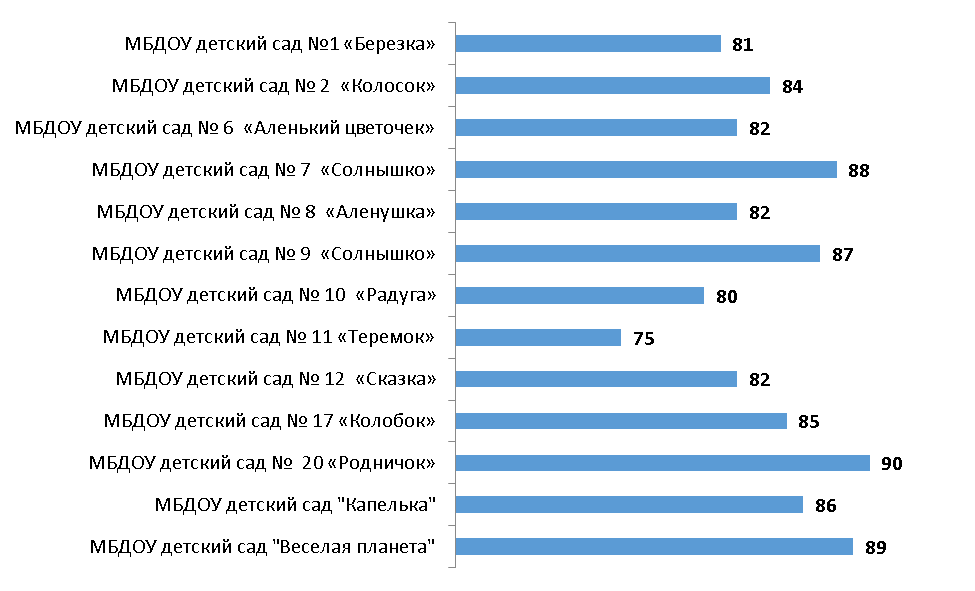 МБДОУ детский сад №1 «Березка» 81
МБДОУ детский сад № 2 «Колосок» 84
МБДОУ детский сад № 6 «Аленький цветочек» 82
МБДОУ детский сад № 7 «Солнышко» 88
МБДОУ детский сад № 8 «Аленушка» 82
МБДОУ детский сад № 9 «Солнышко» 87
МБДОУ детский сад № 10 «Радуга» 80
МБДОУ детский сад № 11 «Теремок» 75
МБДОУ детский сад № 12 «Сказка» 82
МБДОУ детский сад № 17 «Колобок» 85
МБДОУ детский сад № 20 «Родничок» 90
МБДОУ детский сад "Капелька" 86
МБДОУ детский сад "Веселая планета" 89